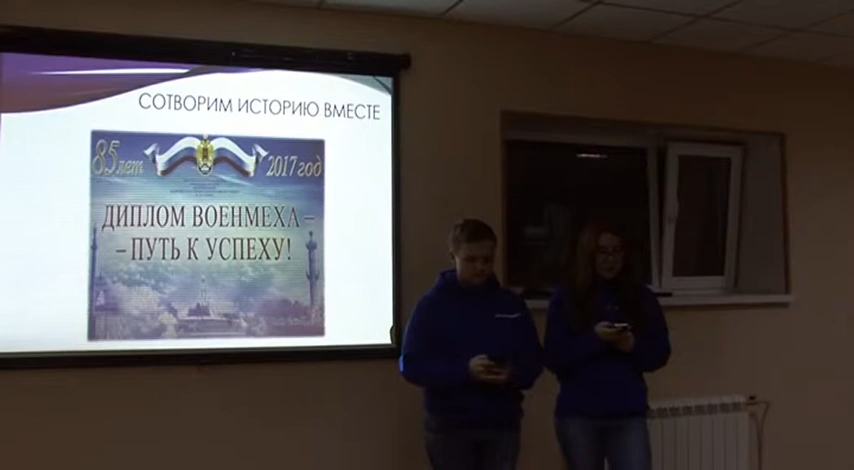 СОТВОРИМ ИСТОРИЮ ВМЕСТЕ
85 лет
2017 год
ДИПЛОМ ВОЕНМЕХА –
– ПУТЬ К УСПЕХУ!